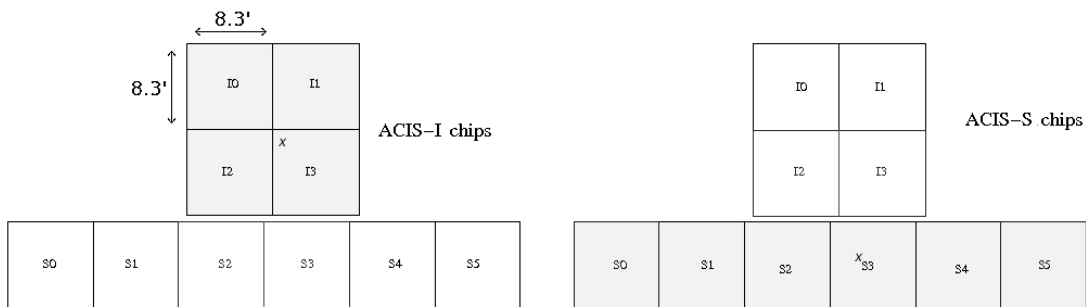 8.3'
8.3'
I0 I1
ACIS-I chips
x
I2 I3
S0 S1 S2 S3 S4 S5
I0 I1
ACIS-S chips
I2 I3
x
S0 S1 S2 S3 S4 S5